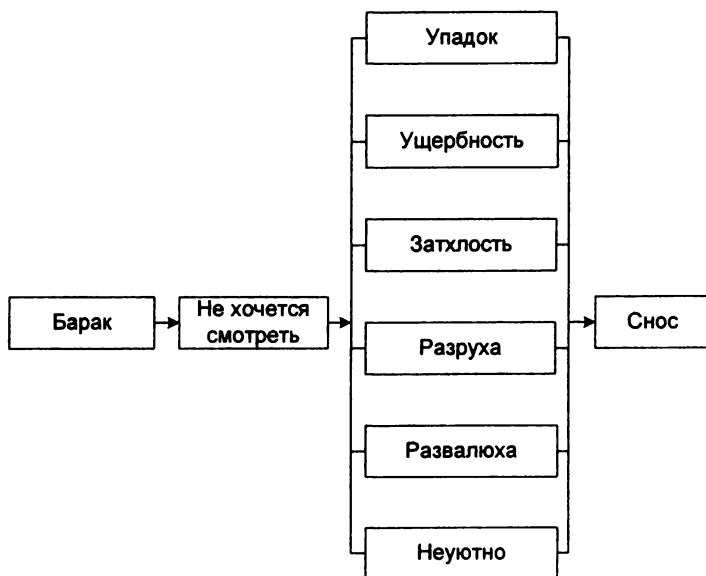 Упадок
Ущербность
Затхлость
Барак
Не хочется
смотреть
Разруха
Снос
Развалюха
Неуютно